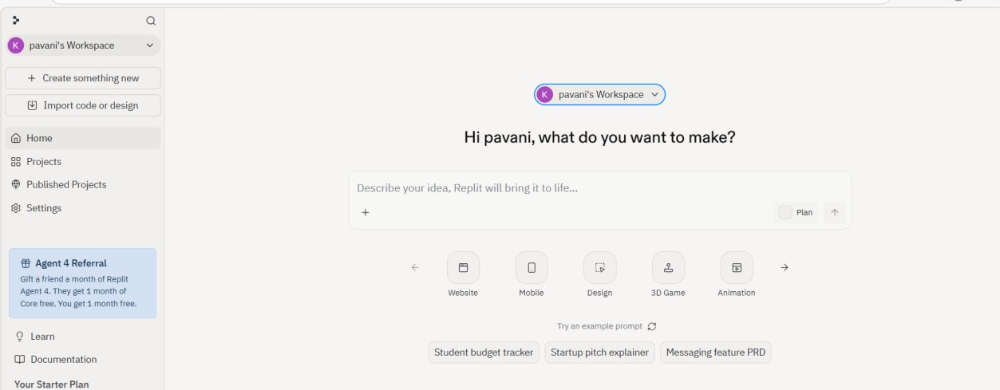 K pavani's Workspace
Create something new
Import code or design
Home
Projects
Published Projects
Settings
Agent 4 Referral
Gift a friend a month of Replit
Agent 4. They get 1 month of
Core free. You get 1 month free.
Learn
Documentation
Your Starter Plan
K pavani's Workspace
Hi pavani, what do you want to make?
Describe your idea, Replit will bring it to life...
Plan
Website Mobile Design 3D Game Animation
Try an example prompt
Student budget tracker Startup pitch explainer Messaging feature PRD